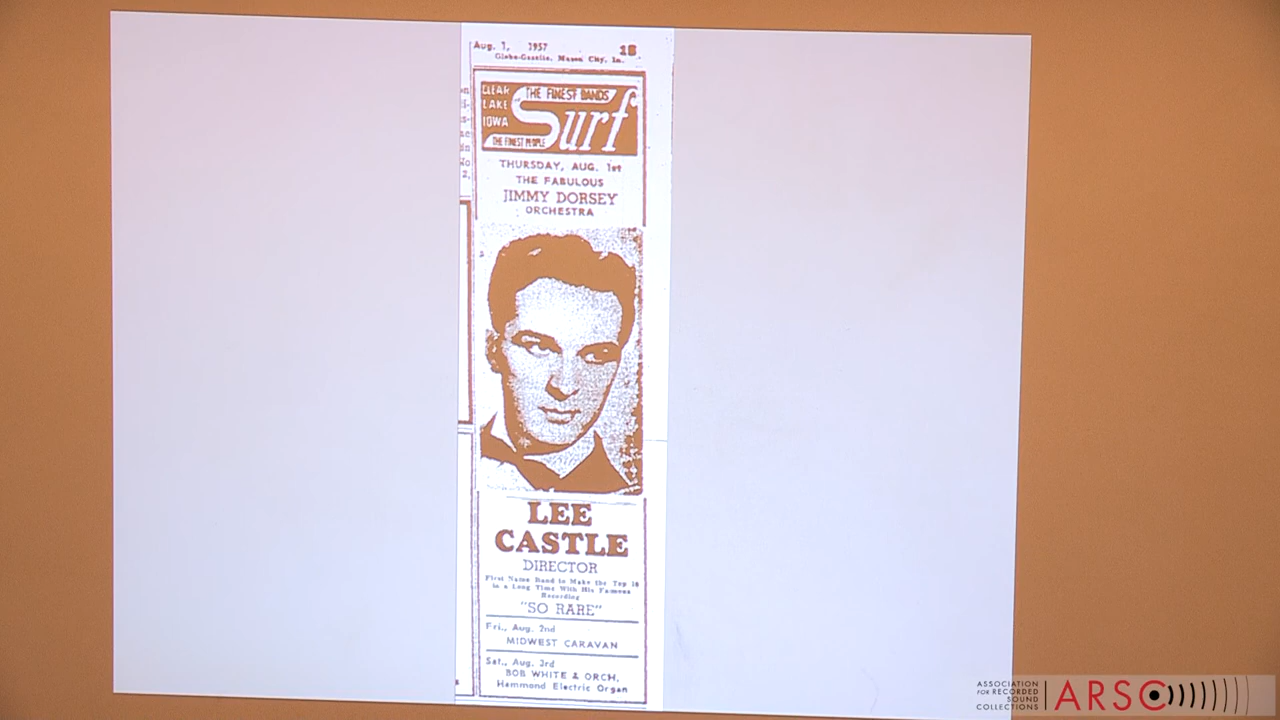 Aug. 1, 1957 18
Globe-Gazette, Mason City, Ia.
CLEAR
LAKE
IOWA
THE FINEST BANDS
Surf
THE FINEST PEOPLE
THURSDAY, AUG. 1st
THE FABULOUS
JIMMY DORSEY
ORCHESTRA
LEE
CASTLE
DIRECTOR
First Name Band to Make the Top 10
in a Long Time With His Famous
Recording
"SO RARE"
Fri., Aug. 2nd
MIDWEST CARAVAN
Sat., Aug. 3rd
BOB WHITE & ORCH.
Hammond Electric Organ
ASSOCIATION
FOR RECORDED
SOUND
COLLECTIONS
ARSC